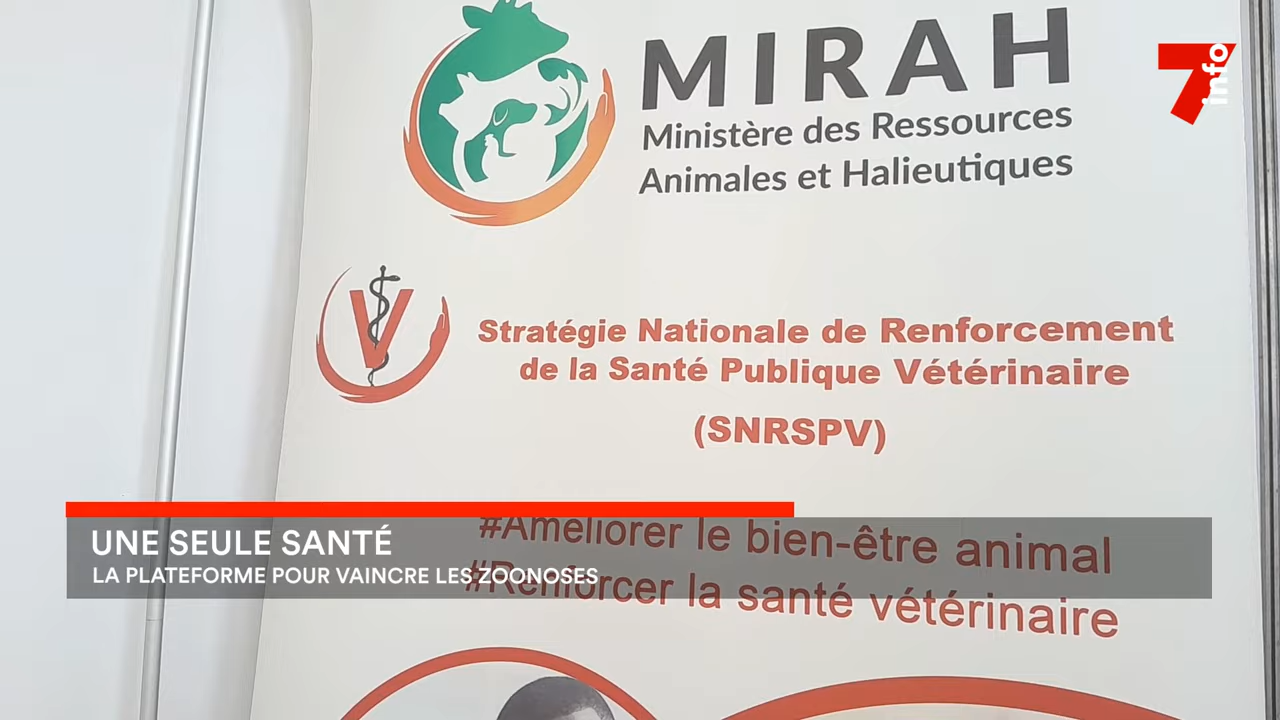 MIRAH
Ministère des Ressources
Animales et Halieutiques
7info
V
Stratégie Nationale de Renforcement
de la Santé Publique Vétérinaire
(SNRSPV)
#Améliorer le bien-être animal
UNE SEULE SANTÉ
LA PLATEFORME POUR VAINCRE LES ZOONOSES
#Renforcer la santé vétérinaire